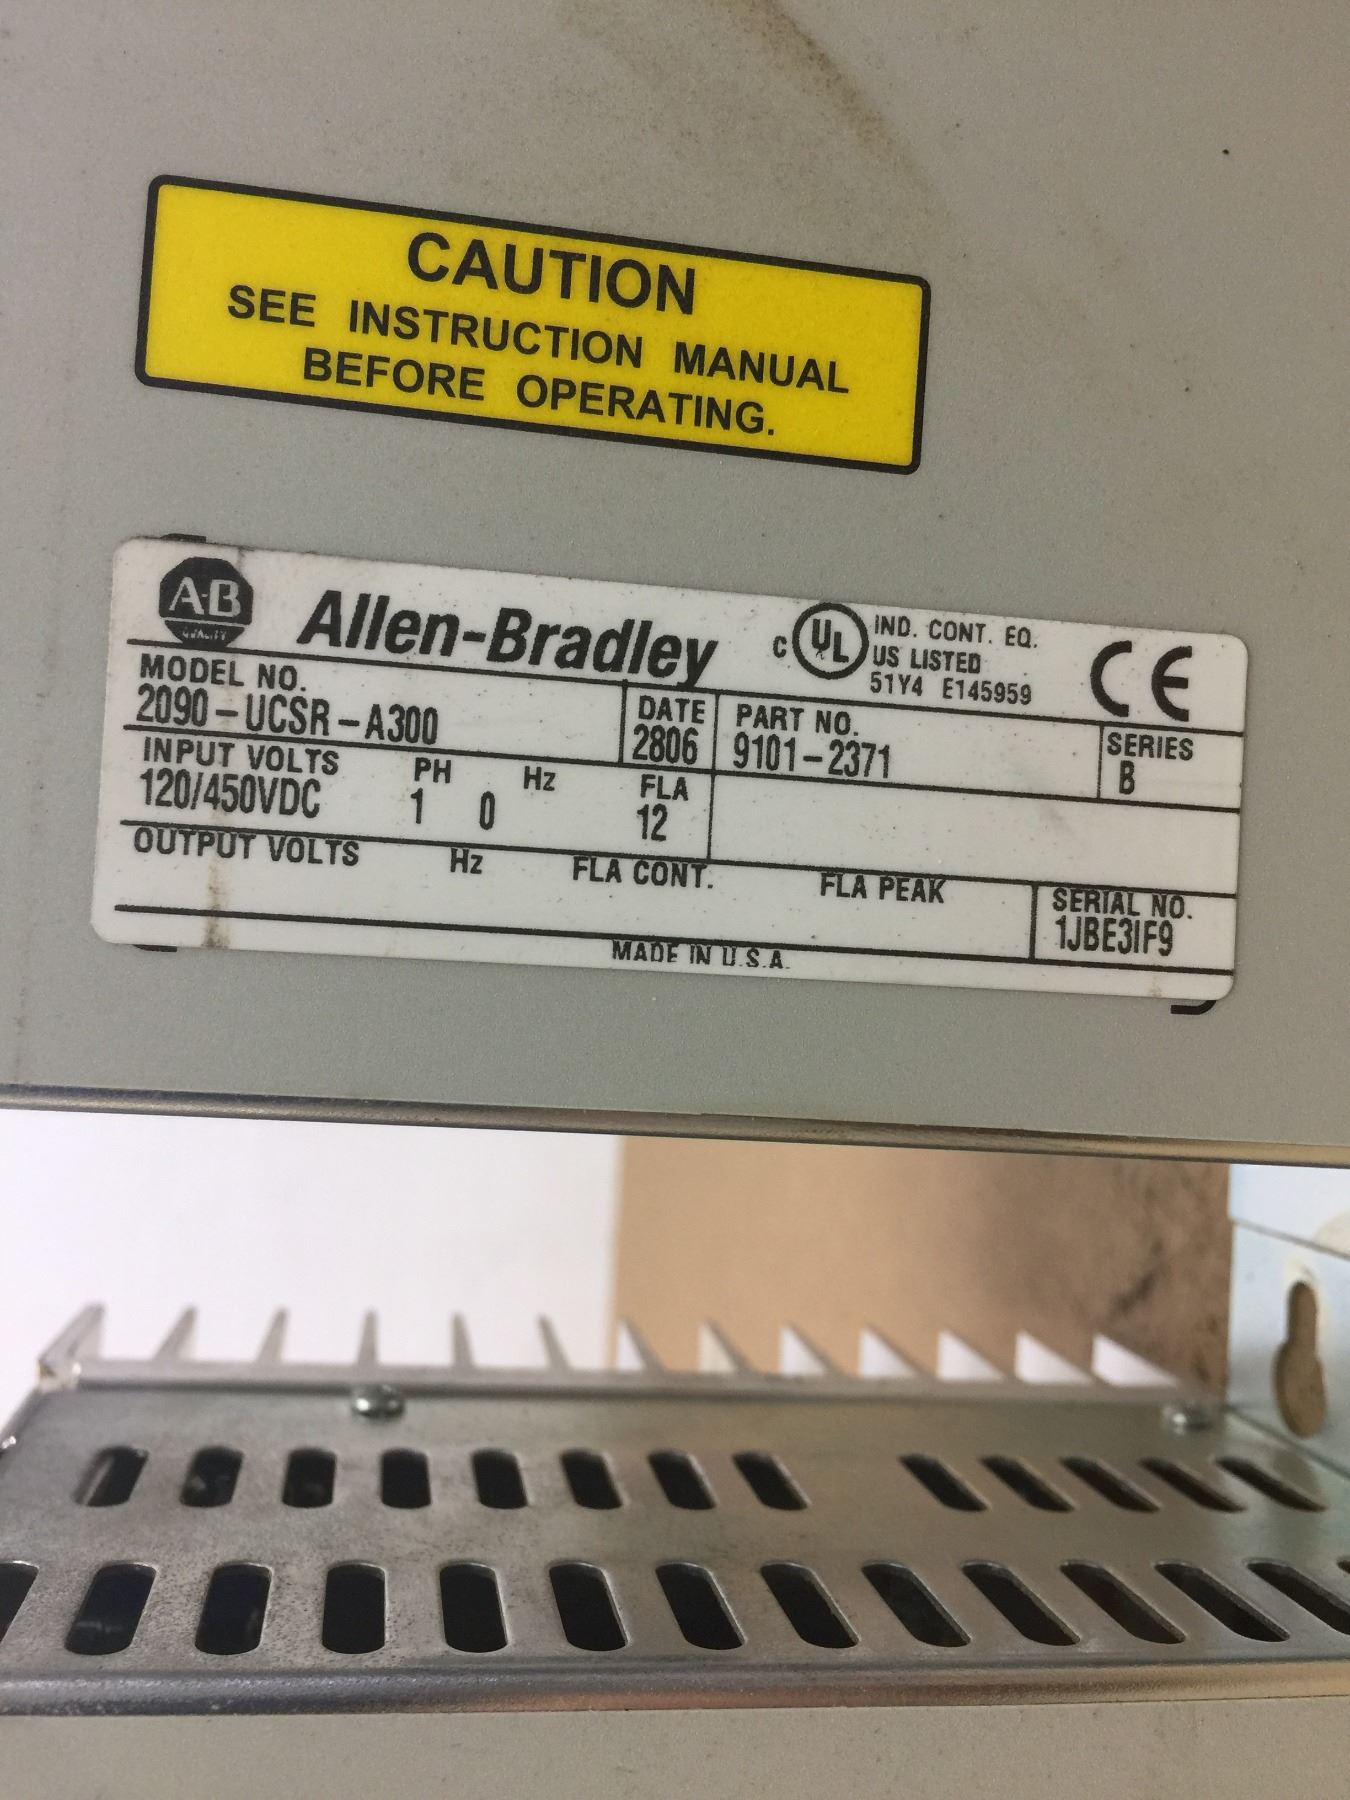 CAUTION
SEE INSTRUCTION MANUAL
BEFORE OPERATING.
A-B
QUALITY
Allen-Bradley
C UL IND. CONT. EQ.
US LISTED
51Y4 E145959
CE
MODEL NO.
2090-UCSR-A300
DATE
2806
PART NO.
9101-2371
SERIES
B
INPUT VOLTS PH Hz FLA
120/450VDC 1 0 12
OUTPUT VOLTS Hz FLA CONT. FLA PEAK
SERIAL NO.
1JBE3IF9
MADE IN U.S.A.